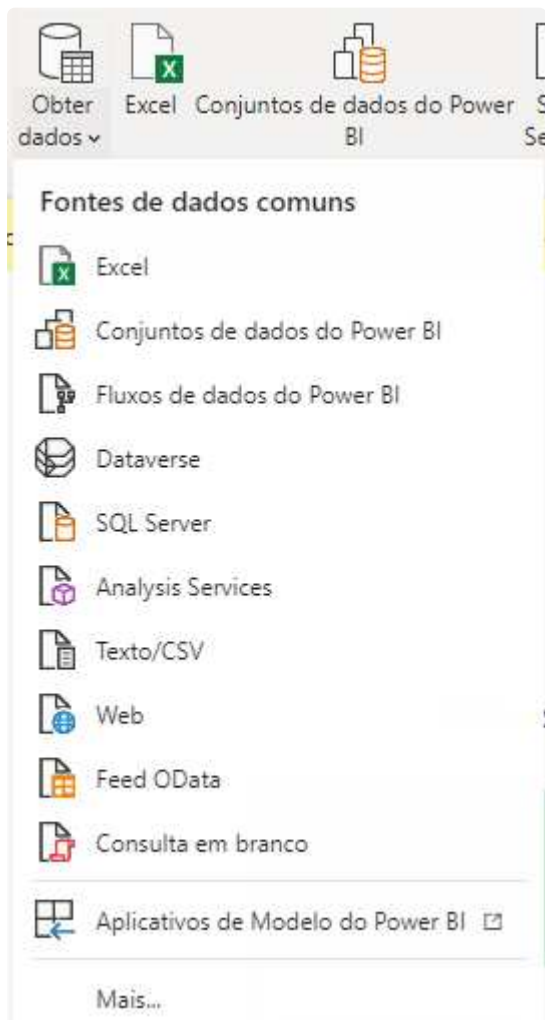 Obter
dados
Excel
Conjuntos de dados do Power
BI
Fontes de dados comuns
Excel
Conjuntos de dados do Power BI
Fluxos de dados do Power BI
Dataverse
SQL Server
Analysis Services
Texto/CSV
Web
Feed OData
Consulta em branco
Aplicativos de Modelo do Power BI
Mais...